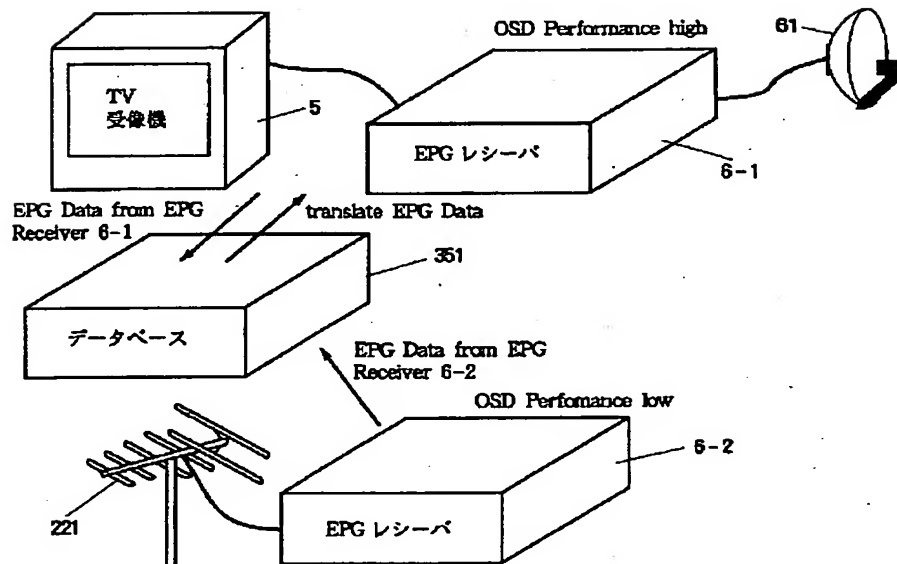 OSD Performance high
61
TV
受像機
5
EPG レシーバ
6-1
EPG Data from EPG
Receiver 6-1
translate EPG Data
351
データベース
EPG Data from EPG
Receiver 6-2
OSD Perfomance low
6-2
221
EPG レシーバ